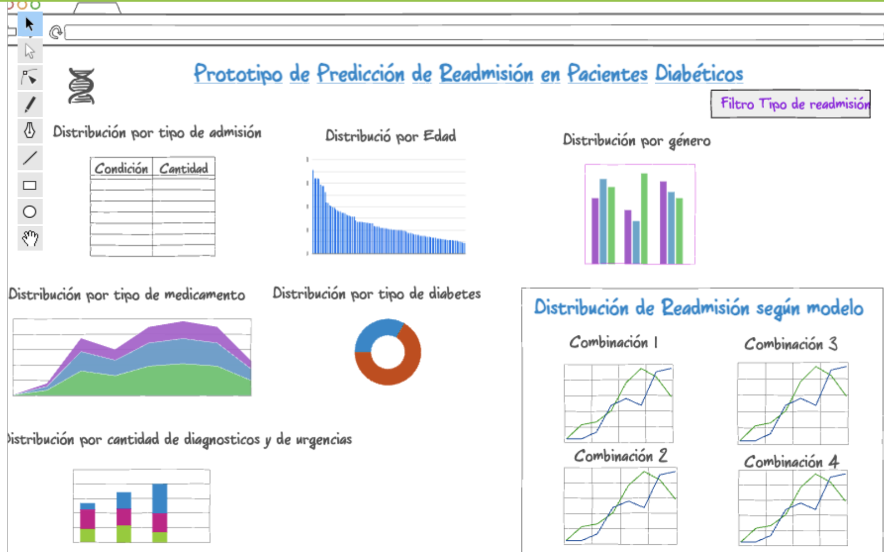 Prototipo de Predicción de Readmisión en Pacientes Diabéticos
Filtro Tipo de readmisión
Distribución por tipo de admisión
Condición Cantidad
Distribució por Edad
Distribución por género
Distribución por tipo de medicamento
Distribución por tipo de diabetes
Distribución de Readmisión según modelo
Combinación 1
Combinación 3
Combinación 2
Combinación 4
Distribución por cantidad de diagnosticos y de urgencias